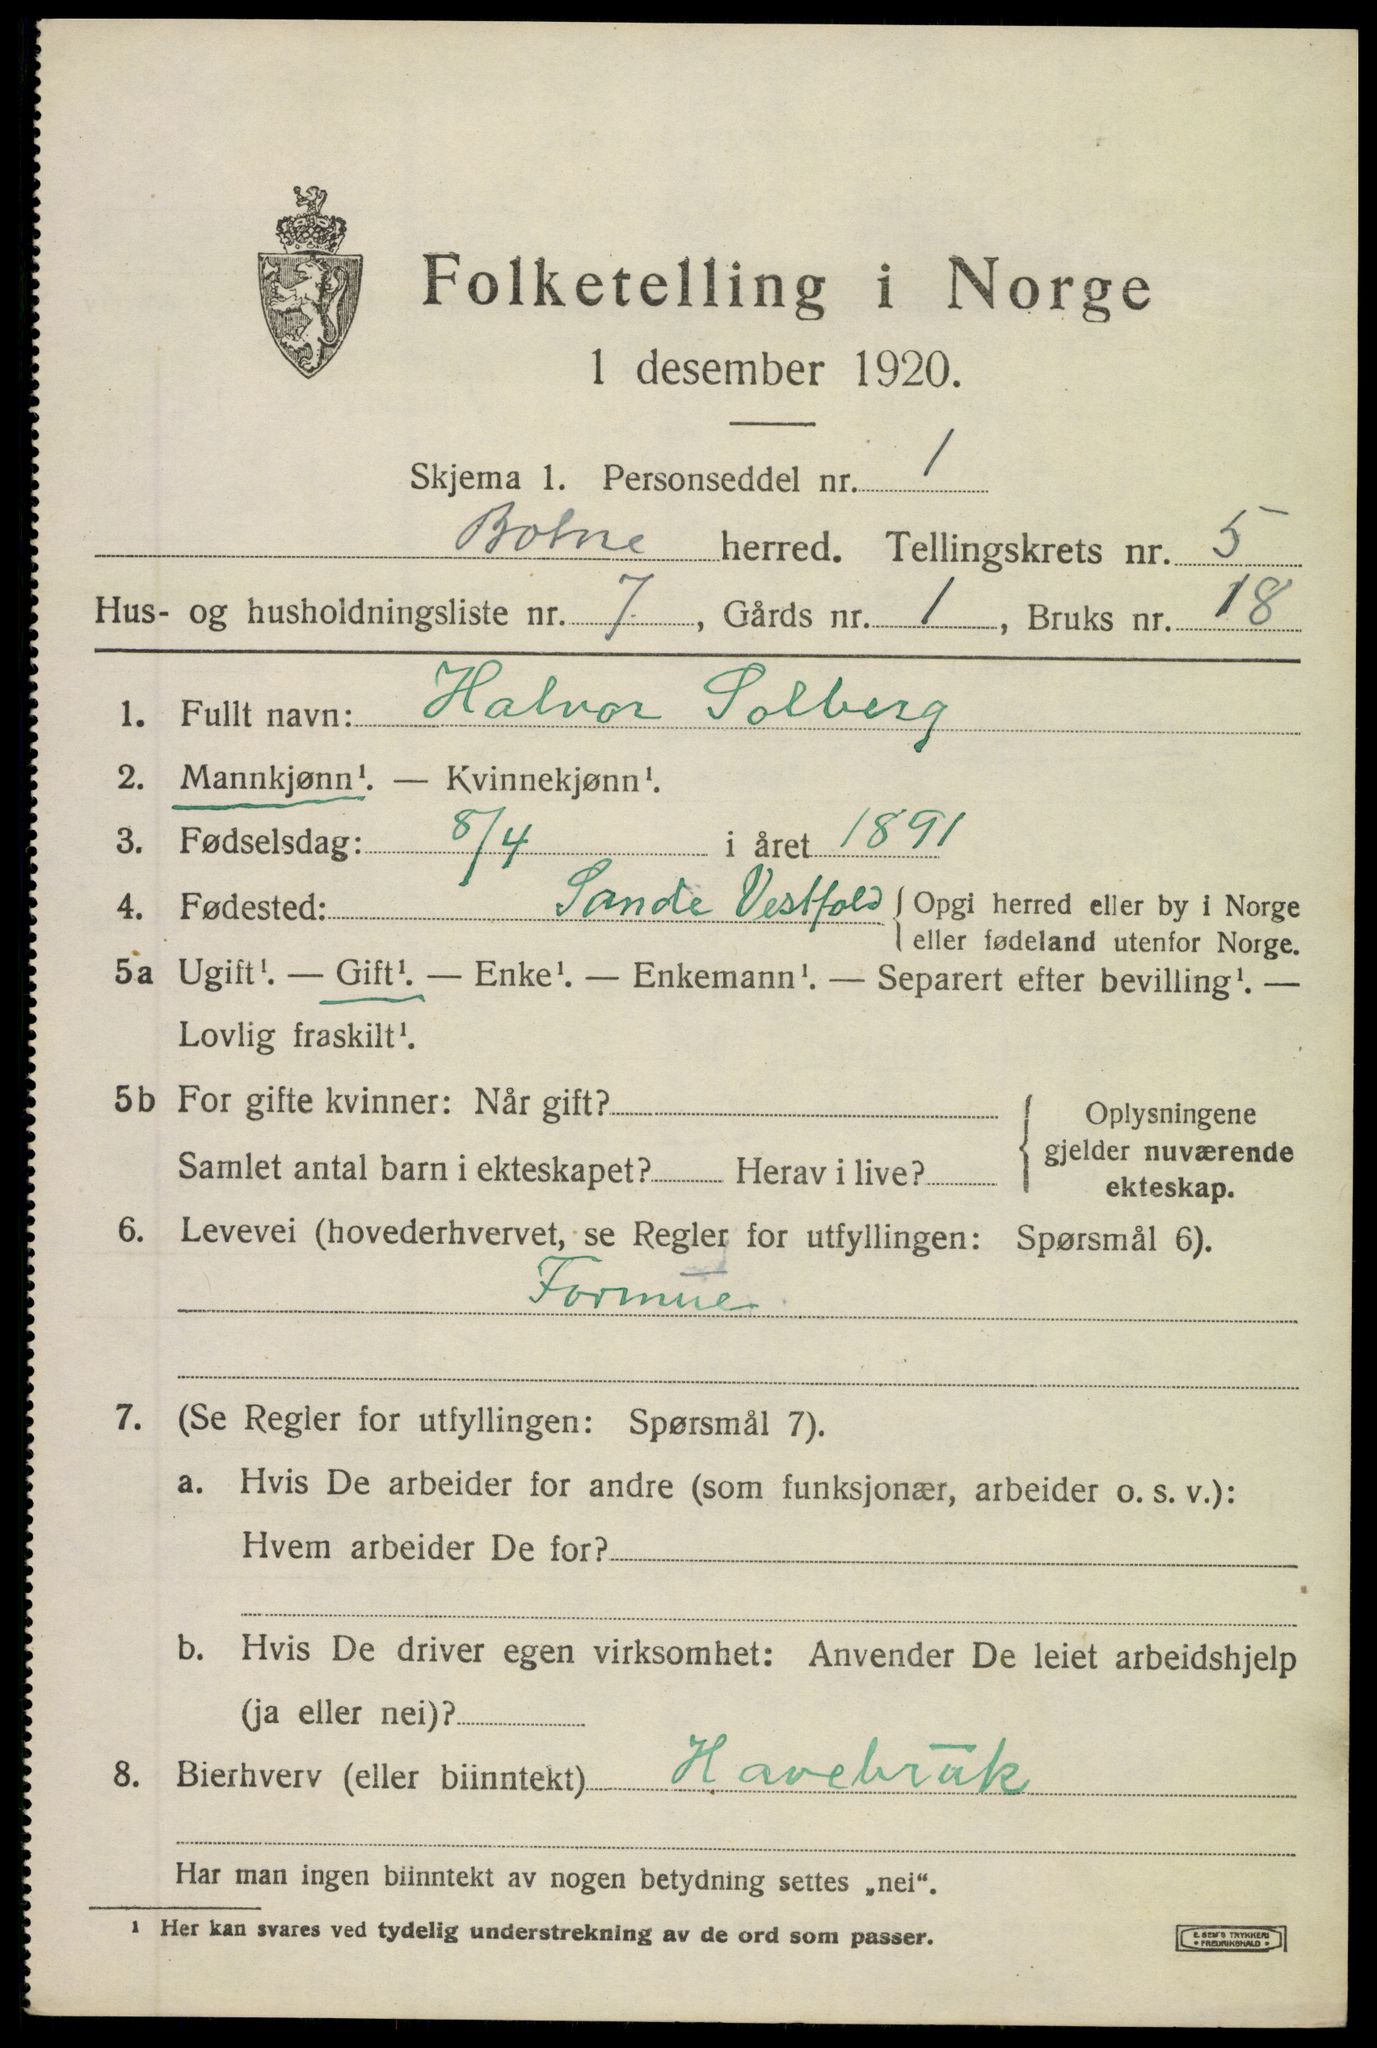 Folketelling i Norge
1 desember 1920.
Skjema 1. Personseddel nr. 1
Botne herred. Tellingskrets nr. 5
Hus- og husholdningsliste nr. 7, Gårds nr. 1, Bruks nr. 18
1. Fullt navn: Halvor Solberg
2. Mannkjønn¹. — Kvinnekjønn¹.
3. Fødselsdag: 8/4 i året 1891
4. Fødested: Sande Vestfold { Opgi herred eller by i Norge
eller fødeland utenfor Norge.
5a Ugift¹. — Gift¹. — Enke¹. — Enkemann¹. — Separert efter bevilling¹. —
Lovlig fraskilt¹.
5b For gifte kvinner: Når gift?
Samlet antal barn i ekteskapet? Herav i live?
Oplysningene
gjelder nuværende
ekteskap.
6. Levevei (hovederhvervet, se Regler for utfyllingen: Spørsmål 6).
Formue
7. (Se Regler for utfyllingen: Spørsmål 7).
a. Hvis De arbeider for andre (som funksjonær, arbeider o. s. v.):
Hvem arbeider De for?
b. Hvis De driver egen virksomhet: Anvender De leiet arbeidshjelp
(ja eller nei)?
8. Bierhverv (eller biinntekt) Havebruk
Har man ingen biinntekt av nogen betydning settes „nei“.
¹ Her kan svares ved tydelig understrekning av de ord som passer.
E. SEM'S TRYKKERI
• FREDRIKSHALD •